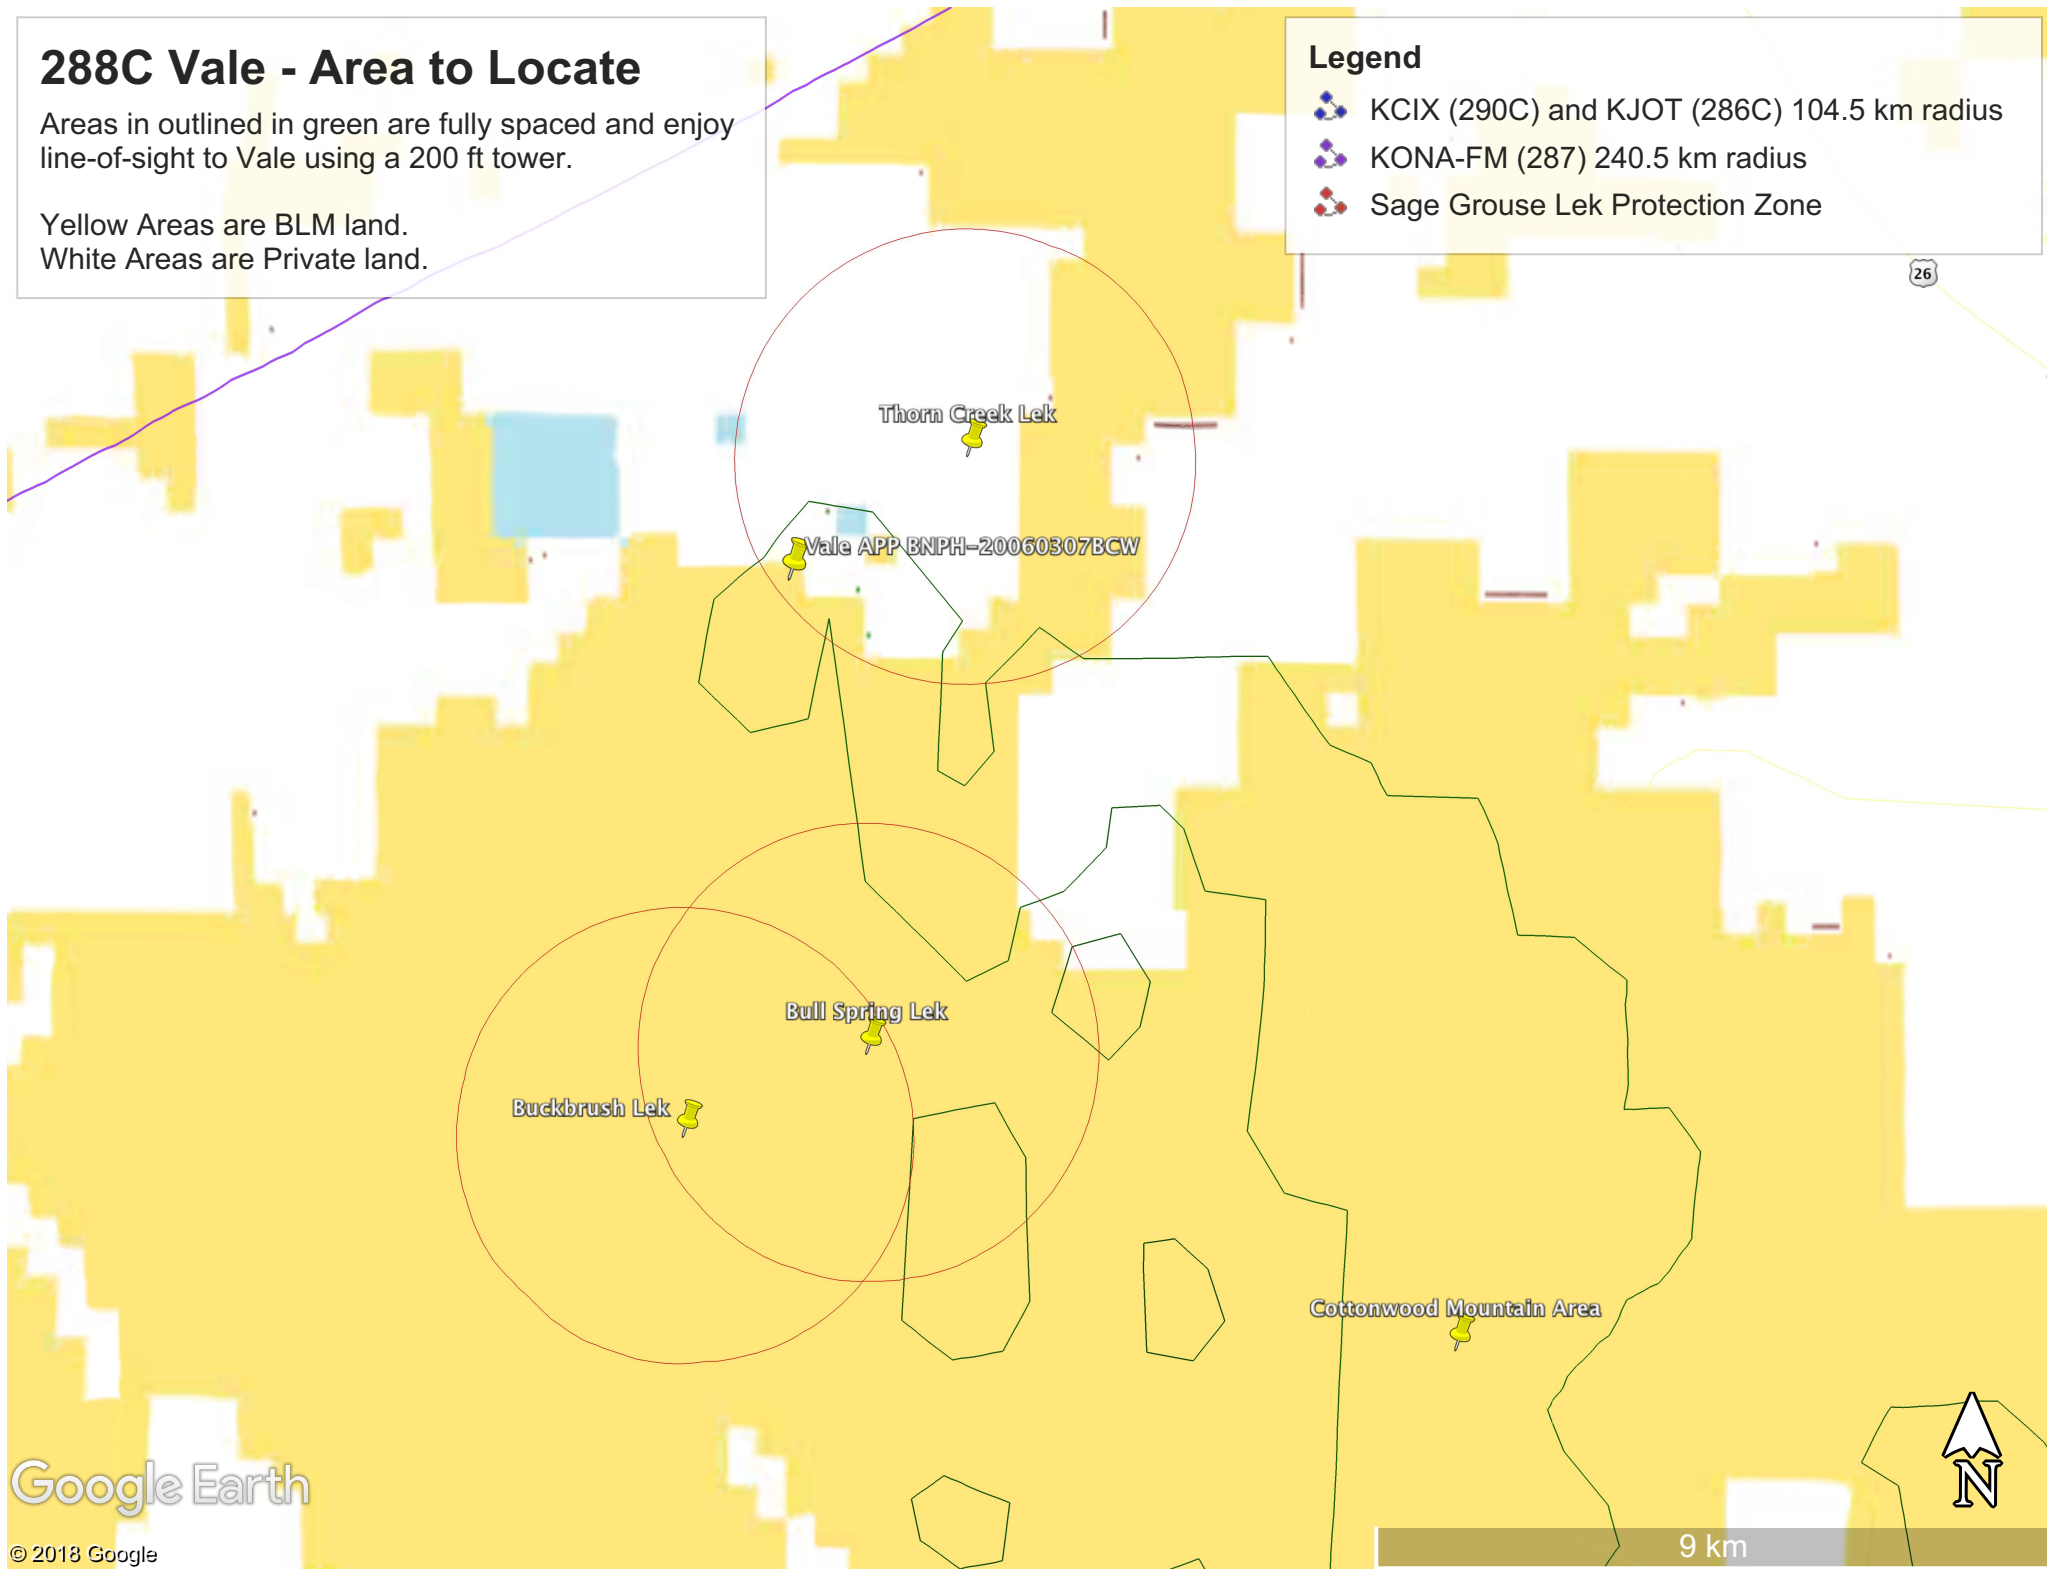 288C Vale - Area to Locate
Areas in outlined in green are fully spaced and enjoy
line-of-sight to Vale using a 200 ft tower.
Yellow Areas are BLM land.
White Areas are Private land.
Legend
KCIX (290C) and KJOT (286C) 104.5 km radius
KONA-FM (287) 240.5 km radius
Sage Grouse Lek Protection Zone
26
Thorn Creek Lek
Vale APP BNPH-20060307BCW
Bull Spring Lek
Buckbrush Lek
Cottonwood Mountain Area
Google Earth
N
© 2018 Google
9 km